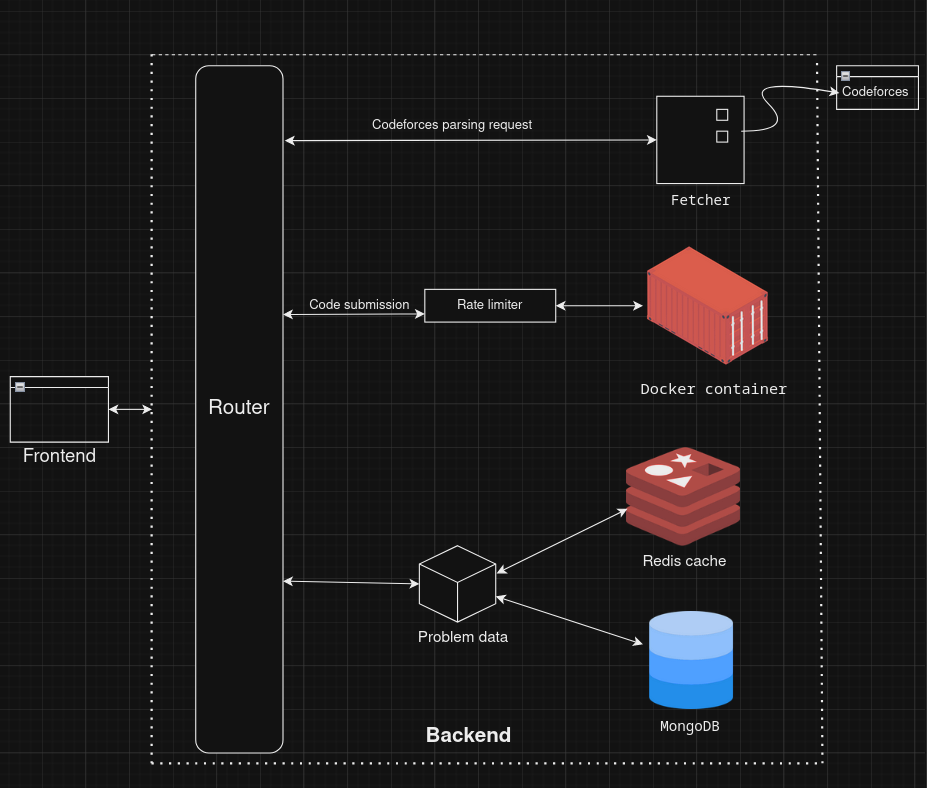 Codeforces
Codeforces parsing request
Fetcher
Code submission
Rate limiter
Docker container
Router
Frontend
Redis cache
Problem data
MongoDB
Backend